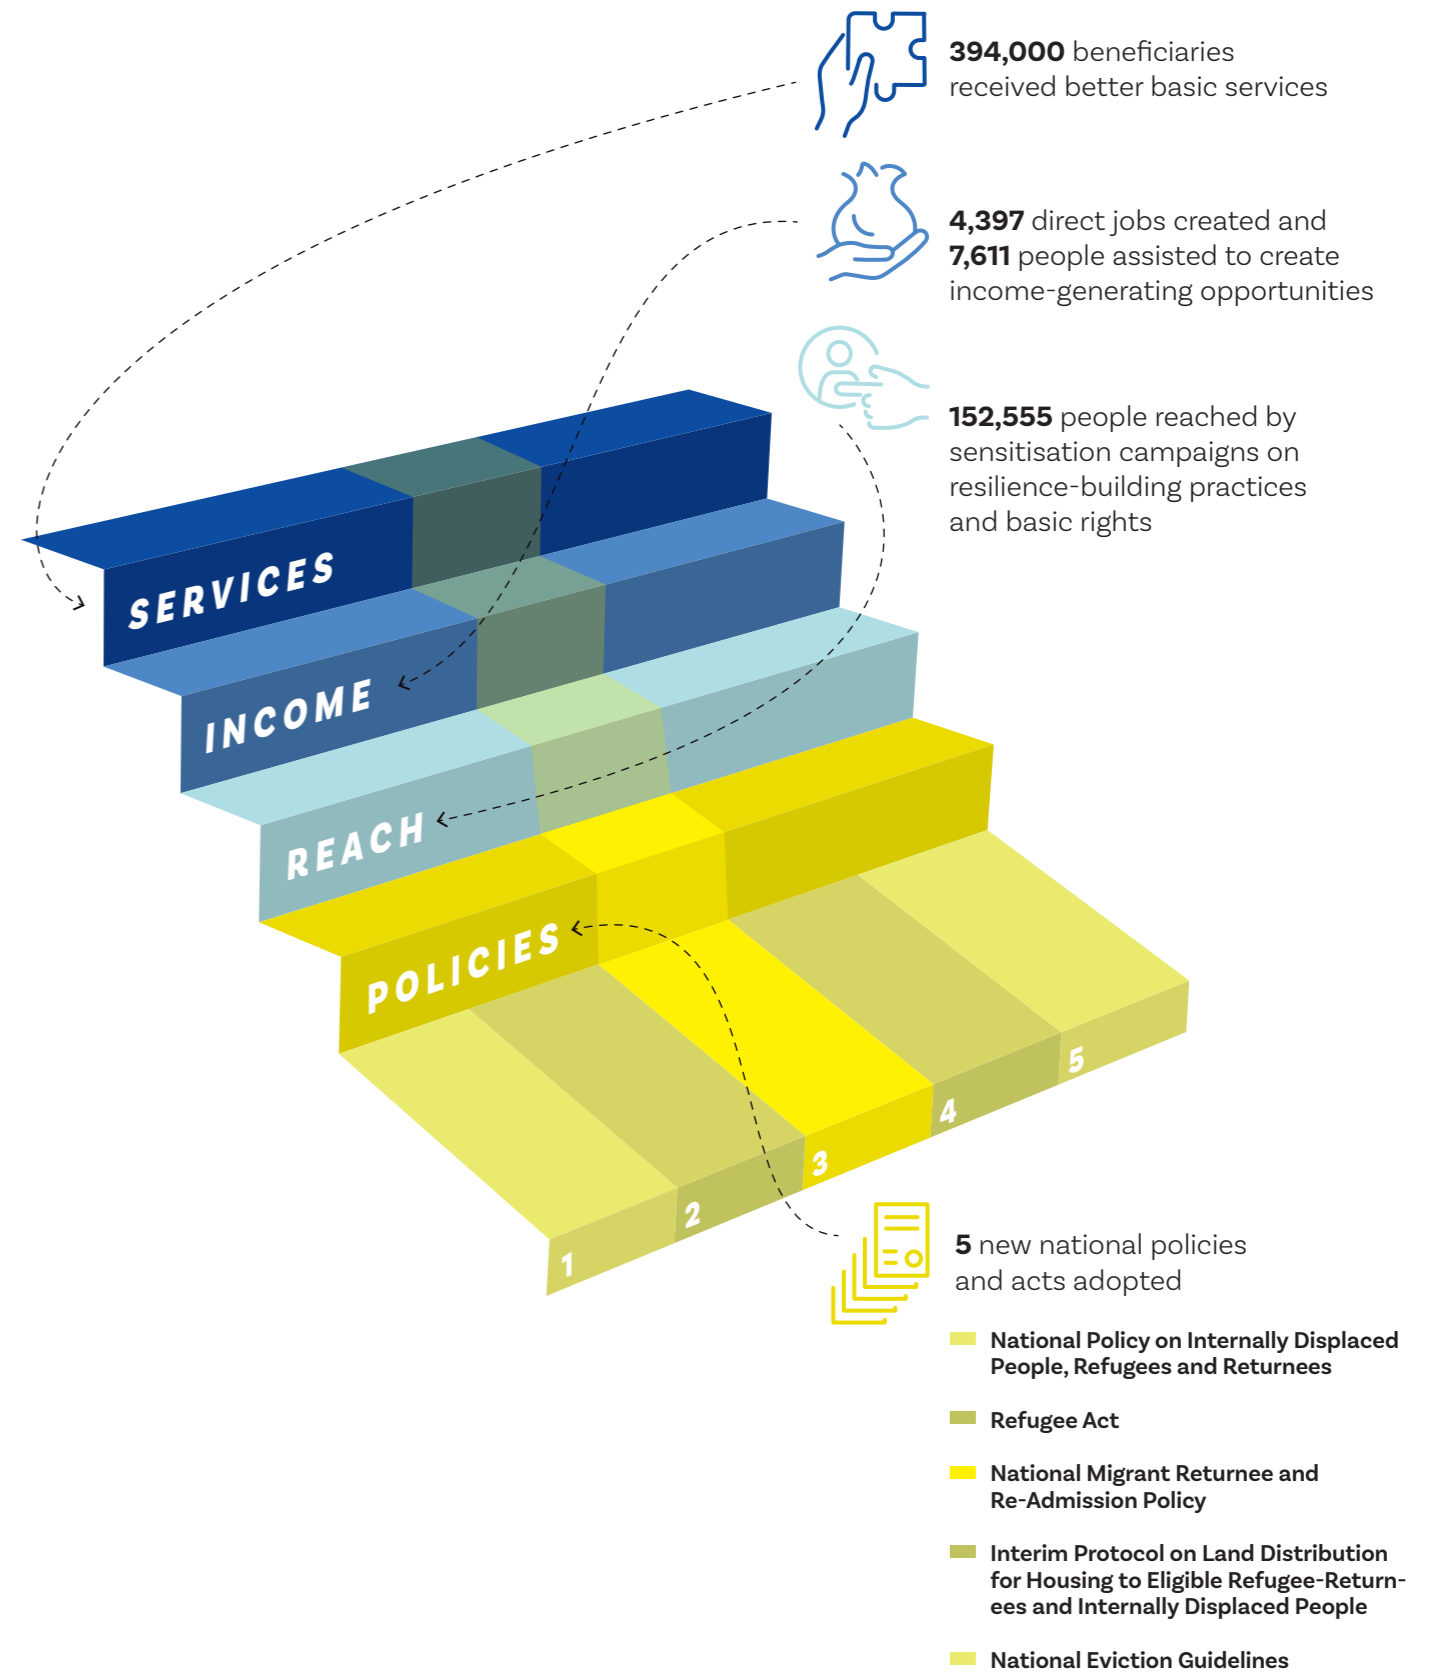 394,000 beneficiaries
received better basic services
4,397 direct jobs created and
7,611 people assisted to create
income-generating opportunities
152,555 people reached by
sensitisation campaigns on
resilience-building practices
and basic rights
SERVICES
INCOME
REACH
POLICIES
1
2
3
4
5
5 new national policies
and acts adopted
National Policy on Internally Displaced
People, Refugees and Returnees
Refugee Act
National Migrant Returnee and
Re-Admission Policy
Interim Protocol on Land Distribution
for Housing to Eligible Refugee-Return-
ees and Internally Displaced People
National Eviction Guidelines